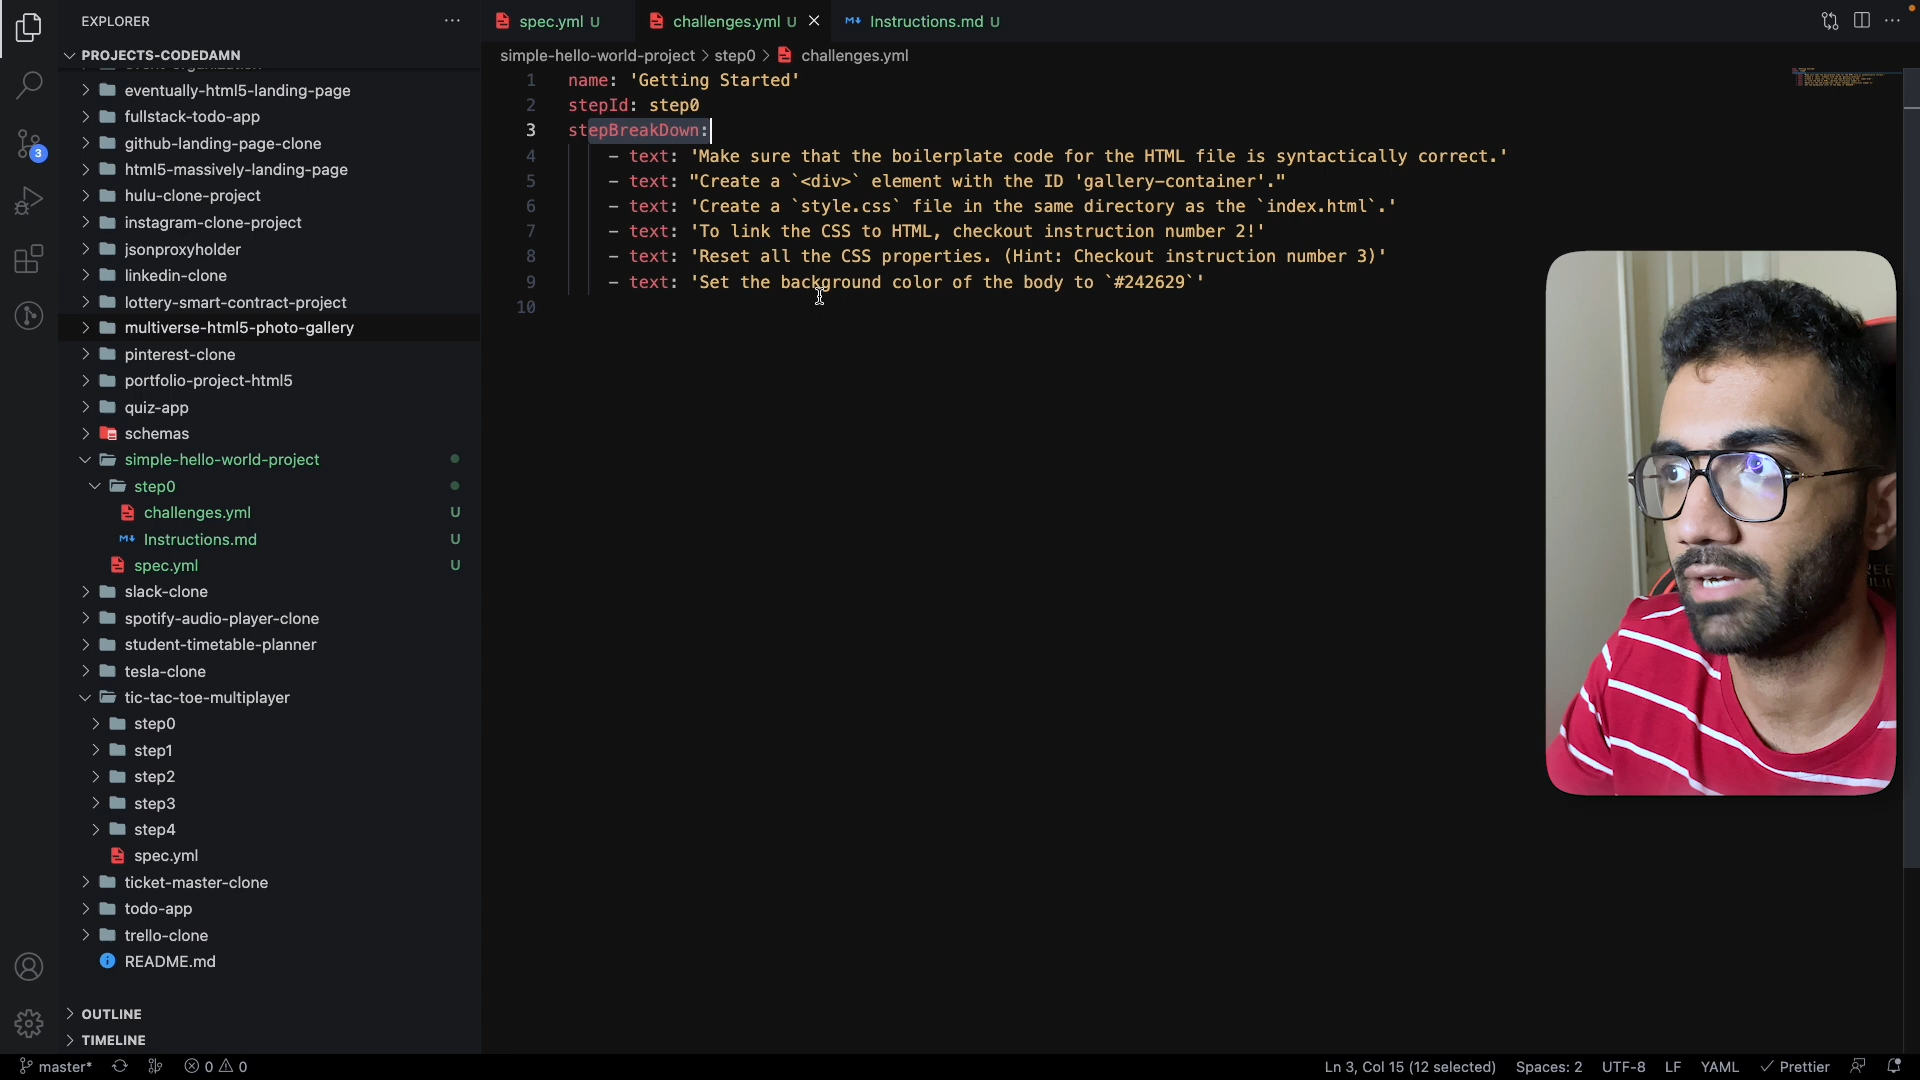 EXPLORER
spec.yml U
challenges.yml U
Instructions.md U
PROJECTS-CODEDAMN
simple-hello-world-project > step0 > challenges.yml
eventually-html5-landing-page
fullstack-todo-app
github-landing-page-clone
html5-massively-landing-page
hulu-clone-project
instagram-clone-project
jsonproxyholder
linkedin-clone
lottery-smart-contract-project
multiverse-html5-photo-gallery
pinterest-clone
portfolio-project-html5
quiz-app
schemas
simple-hello-world-project
step0
challenges.yml U
Instructions.md U
spec.yml U
slack-clone
spotify-audio-player-clone
student-timetable-planner
tesla-clone
tic-tac-toe-multiplayer
step0
step1
step2
step3
step4
spec.yml
ticket-master-clone
todo-app
trello-clone
README.md
OUTLINE
TIMELINE
3
1 name: 'Getting Started'
2 stepId: step0
3 stepBreakDown:
4 - text: 'Make sure that the boilerplate code for the HTML file is syntactically correct.'
5 - text: "Create a `<div>` element with the ID 'gallery-container'."
6 - text: 'Create a `style.css` file in the same directory as the `index.html`.'
7 - text: 'To link the CSS to HTML, checkout instruction number 2!'
8 - text: 'Reset all the CSS properties. (Hint: Checkout instruction number 3)'
9 - text: 'Set the background color of the body to `#242629`'
10
master* 0 0
Ln 3, Col 15 (12 selected) Spaces: 2 UTF-8 LF YAML Prettier